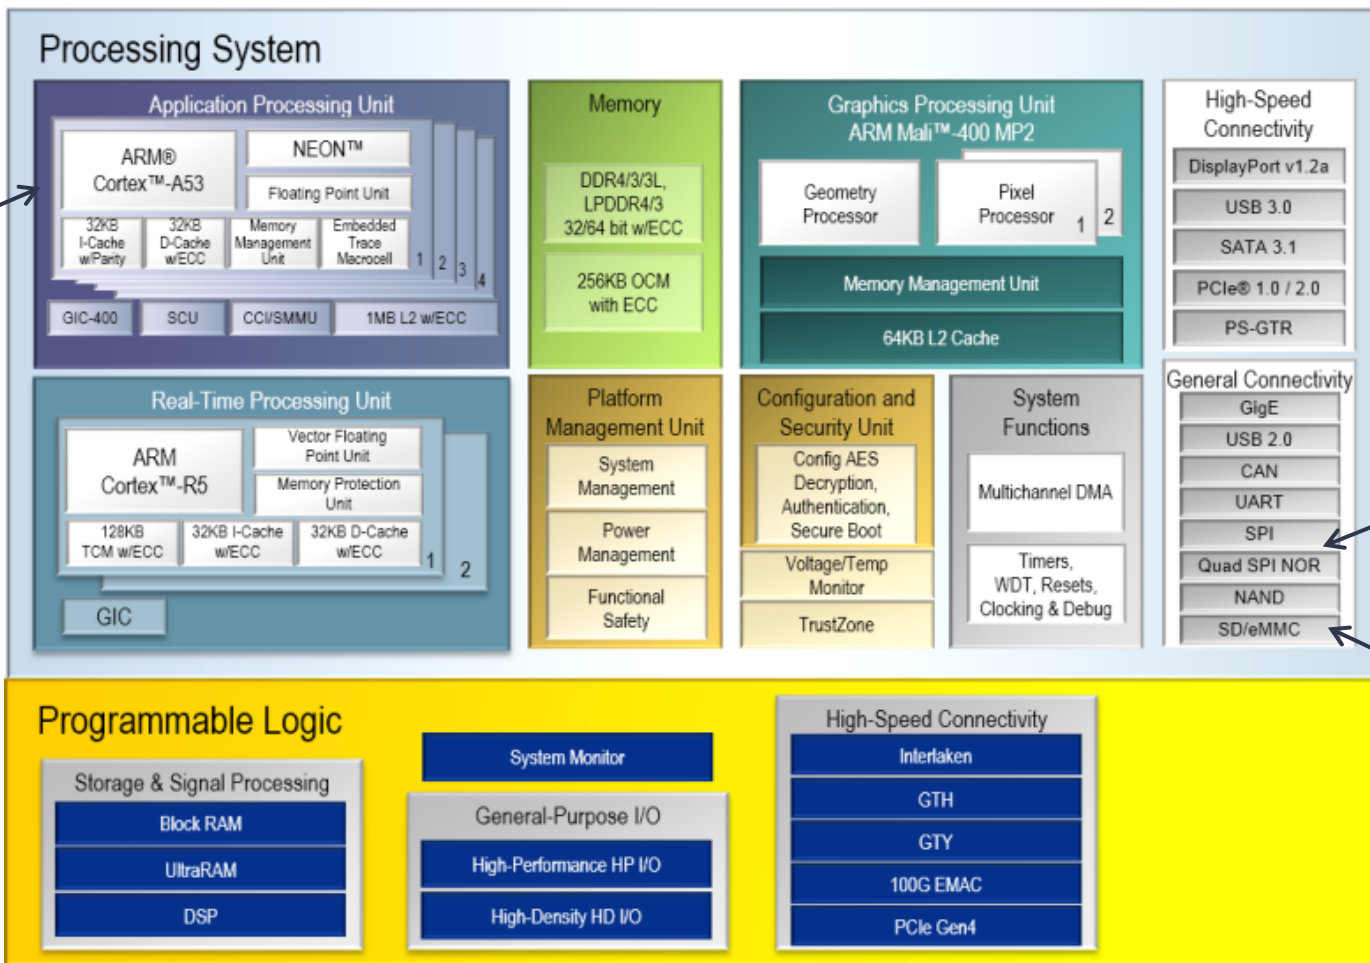 Processing System
Application Processing Unit
ARM®
Cortex™-A53
NEON™
Floating Point Unit
32KB
I-Cache
w/Parity
32KB
D-Cache
w/ECC
Memory
Management
Unit
Embedded
Trace
Macrocell
1
2
3
4
GIC-400
SCU
CCI/SMMU
1MB L2 w/ECC
Memory
DDR4/3/3L,
LPDDR4/3
32/64 bit w/ECC
256KB OCM
with ECC
Graphics Processing Unit
ARM Mali™-400 MP2
Geometry
Processor
Pixel
Processor
1
2
Memory Management Unit
64KB L2 Cache
High-Speed
Connectivity
DisplayPort v1.2a
USB 3.0
SATA 3.1
PCIe® 1.0 / 2.0
PS-GTR
Real-Time Processing Unit
ARM
Cortex™-R5
Vector Floating
Point Unit
Memory Protection
Unit
128KB
TCM w/ECC
32KB I-Cache
w/ECC
32KB D-Cache
w/ECC
1
2
GIC
Platform
Management Unit
System
Management
Power
Management
Functional
Safety
Configuration and
Security Unit
Config AES
Decryption,
Authentication,
Secure Boot
Voltage/Temp
Monitor
TrustZone
System
Functions
Multichannel DMA
Timers,
WDT, Resets,
Clocking & Debug
General Connectivity
GigE
USB 2.0
CAN
UART
SPI
Quad SPI NOR
NAND
SD/eMMC
Programmable Logic
Storage & Signal Processing
Block RAM
UltraRAM
DSP
System Monitor
General-Purpose I/O
High-Performance HP I/O
High-Density HD I/O
High-Speed Connectivity
Interlaken
GTH
GTY
100G EMAC
PCIe Gen4